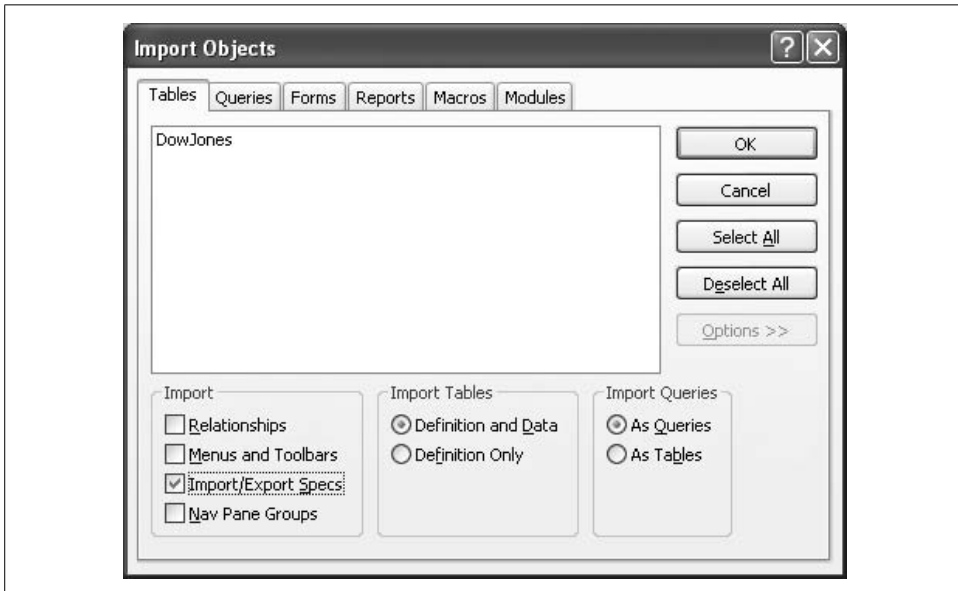 Import Objects
Tables Queries Forms Reports Macros Modules
DowJones
OK
Cancel
Select All
Deselect All
Options >>
Import
Relationships
Menus and Toolbars
Import/Export Specs
Nav Pane Groups
Import Tables
Definition and Data
Definition Only
Import Queries
As Queries
As Tables